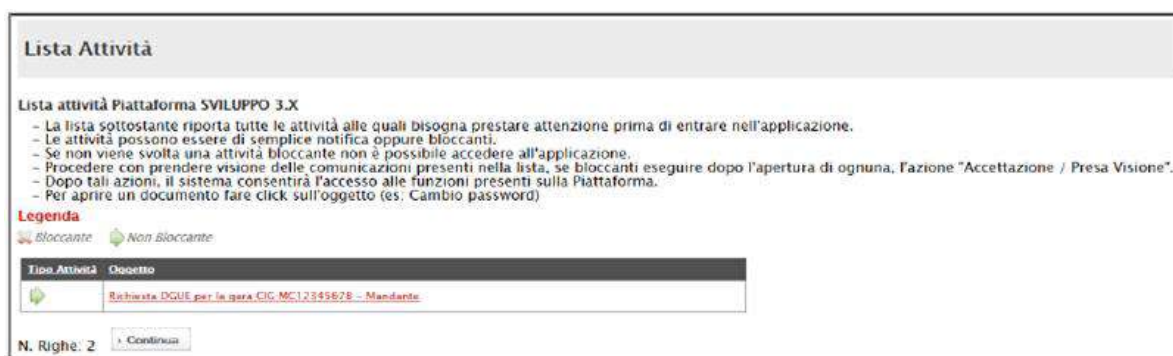 Lista Attività
Lista attività Piattaforma SVILUPPO 3.X
- La lista sottostante riporta tutte le attività alle quali bisogna prestare attenzione prima di entrare nell'applicazione.
- Le attività possono essere di semplice notifica oppure bloccanti.
- Se non viene svolta una attività bloccante non è possibile accedere all'applicazione.
- Procedere con prendere visione delle comunicazioni presenti nella lista, se bloccanti eseguire dopo l'apertura di ognuna, l'azione "Accettazione / Presa Visione".
- Dopo tali azioni, il sistema consentirà l'accesso alle funzioni presenti sulla Piattaforma.
- Per aprire un documento fare click sull'oggetto (es: Cambio password)
Legenda
Bloccante Non Bloccante
Tipo Attività Oggetto
Richiesta DGUE per la gara CIG MC12345678 - Mandante
N. Righe: 2 › Continua